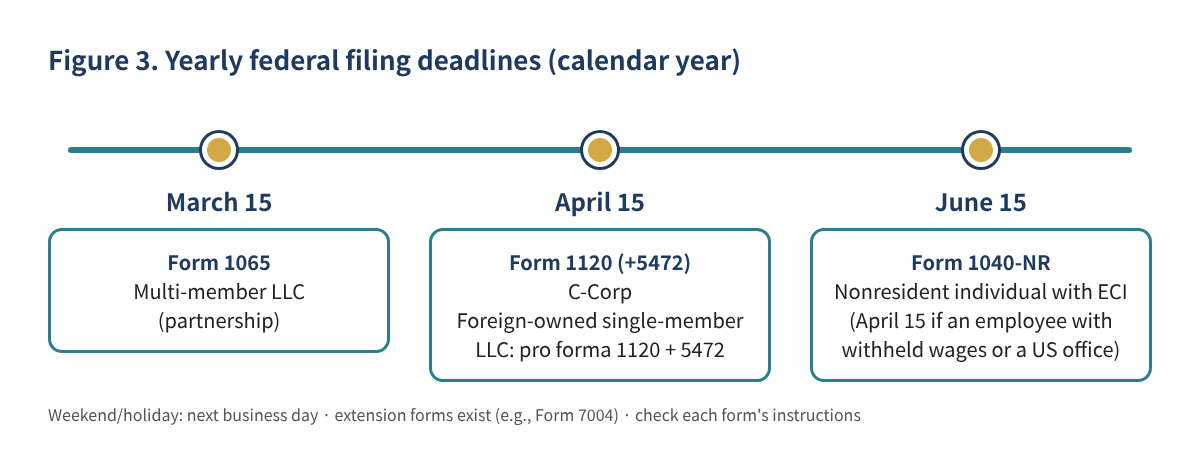 Figure 3. Yearly federal filing deadlines (calendar year)
March 15
Form 1065
Multi-member LLC
(partnership)
April 15
Form 1120 (+5472)
C-Corp
Foreign-owned single-member
LLC: pro forma 1120 + 5472
June 15
Form 1040-NR
Nonresident individual with ECI
(April 15 if an employee with
withheld wages or a US office)
Weekend/holiday: next business day · extension forms exist (e.g., Form 7004) · check each form's instructions